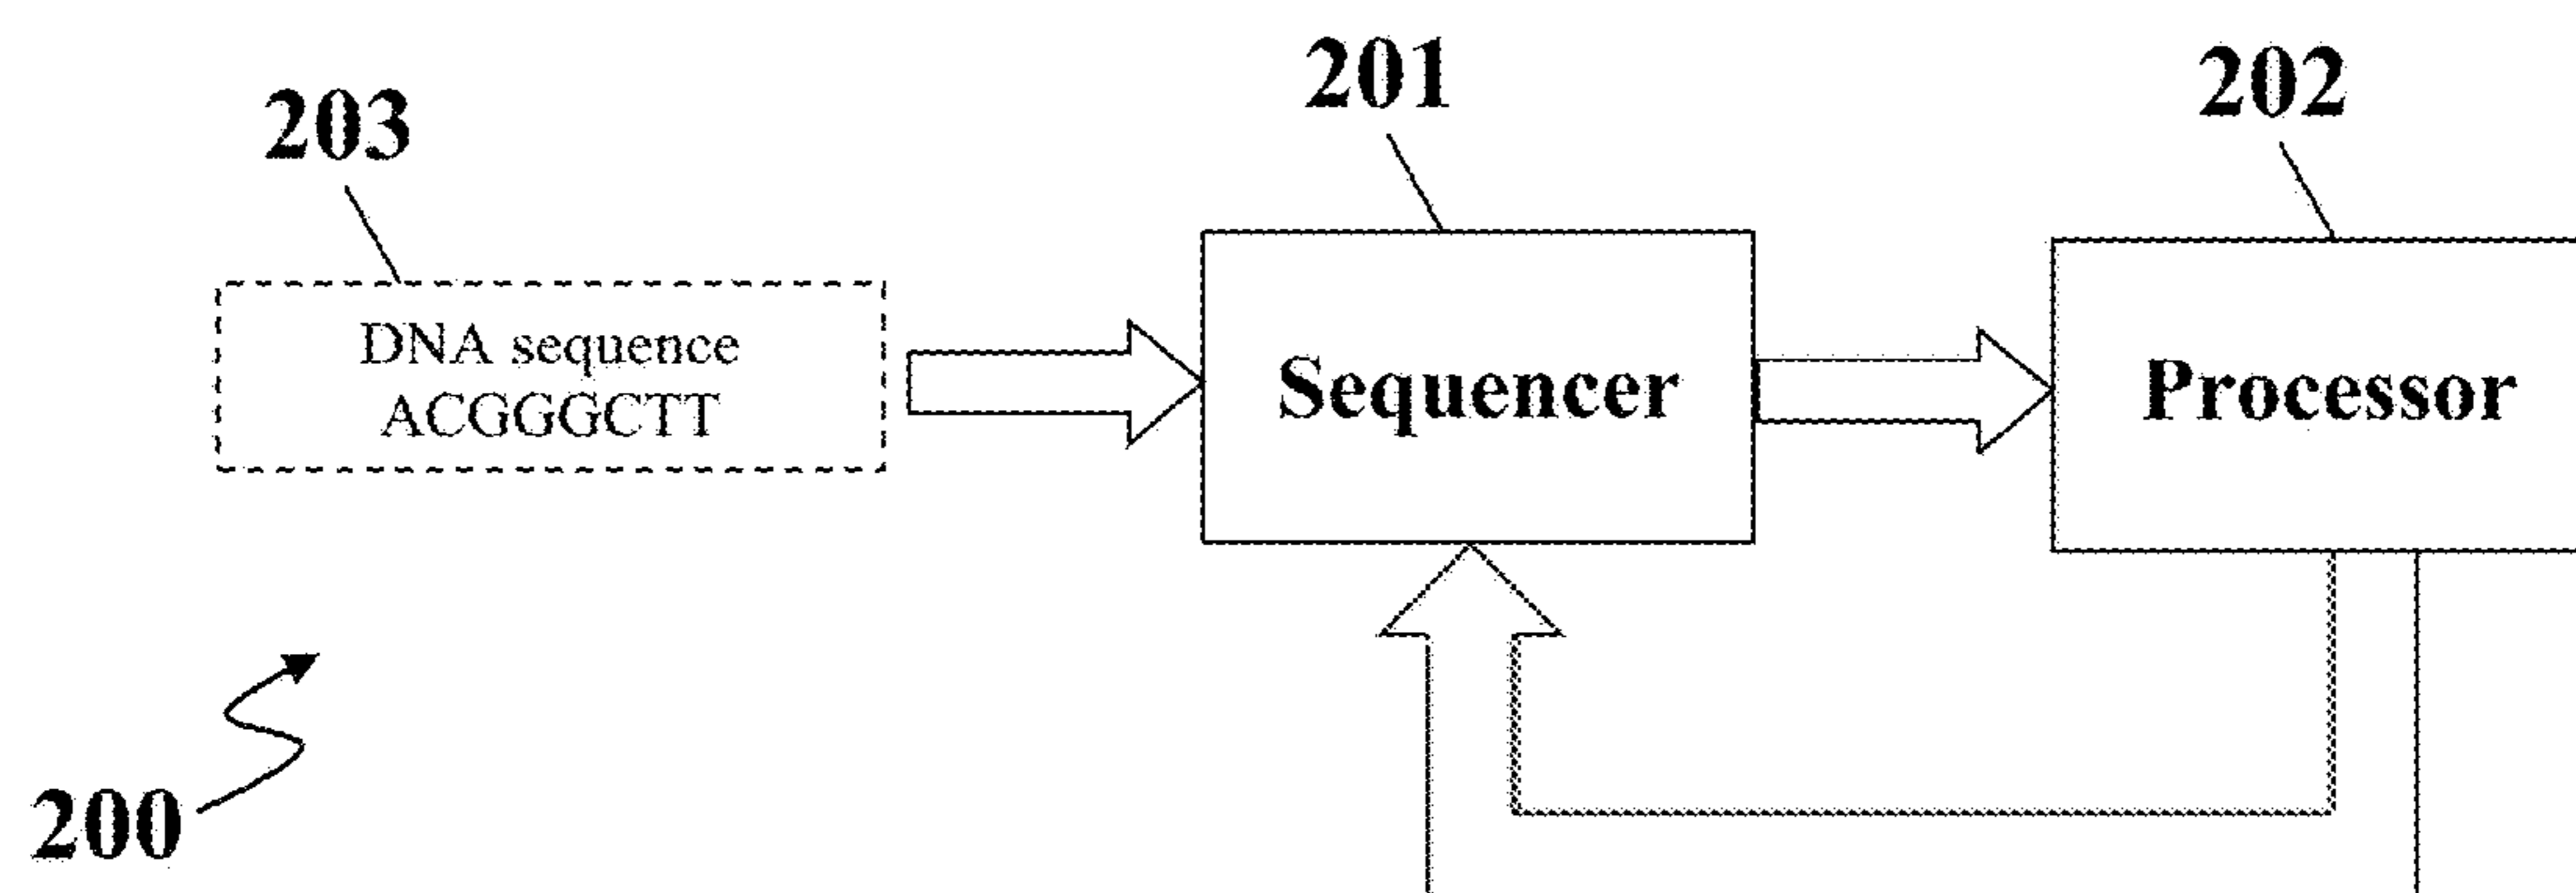 203
201
202
DNA sequence
ACGGGCTT
Sequencer
Processor
200